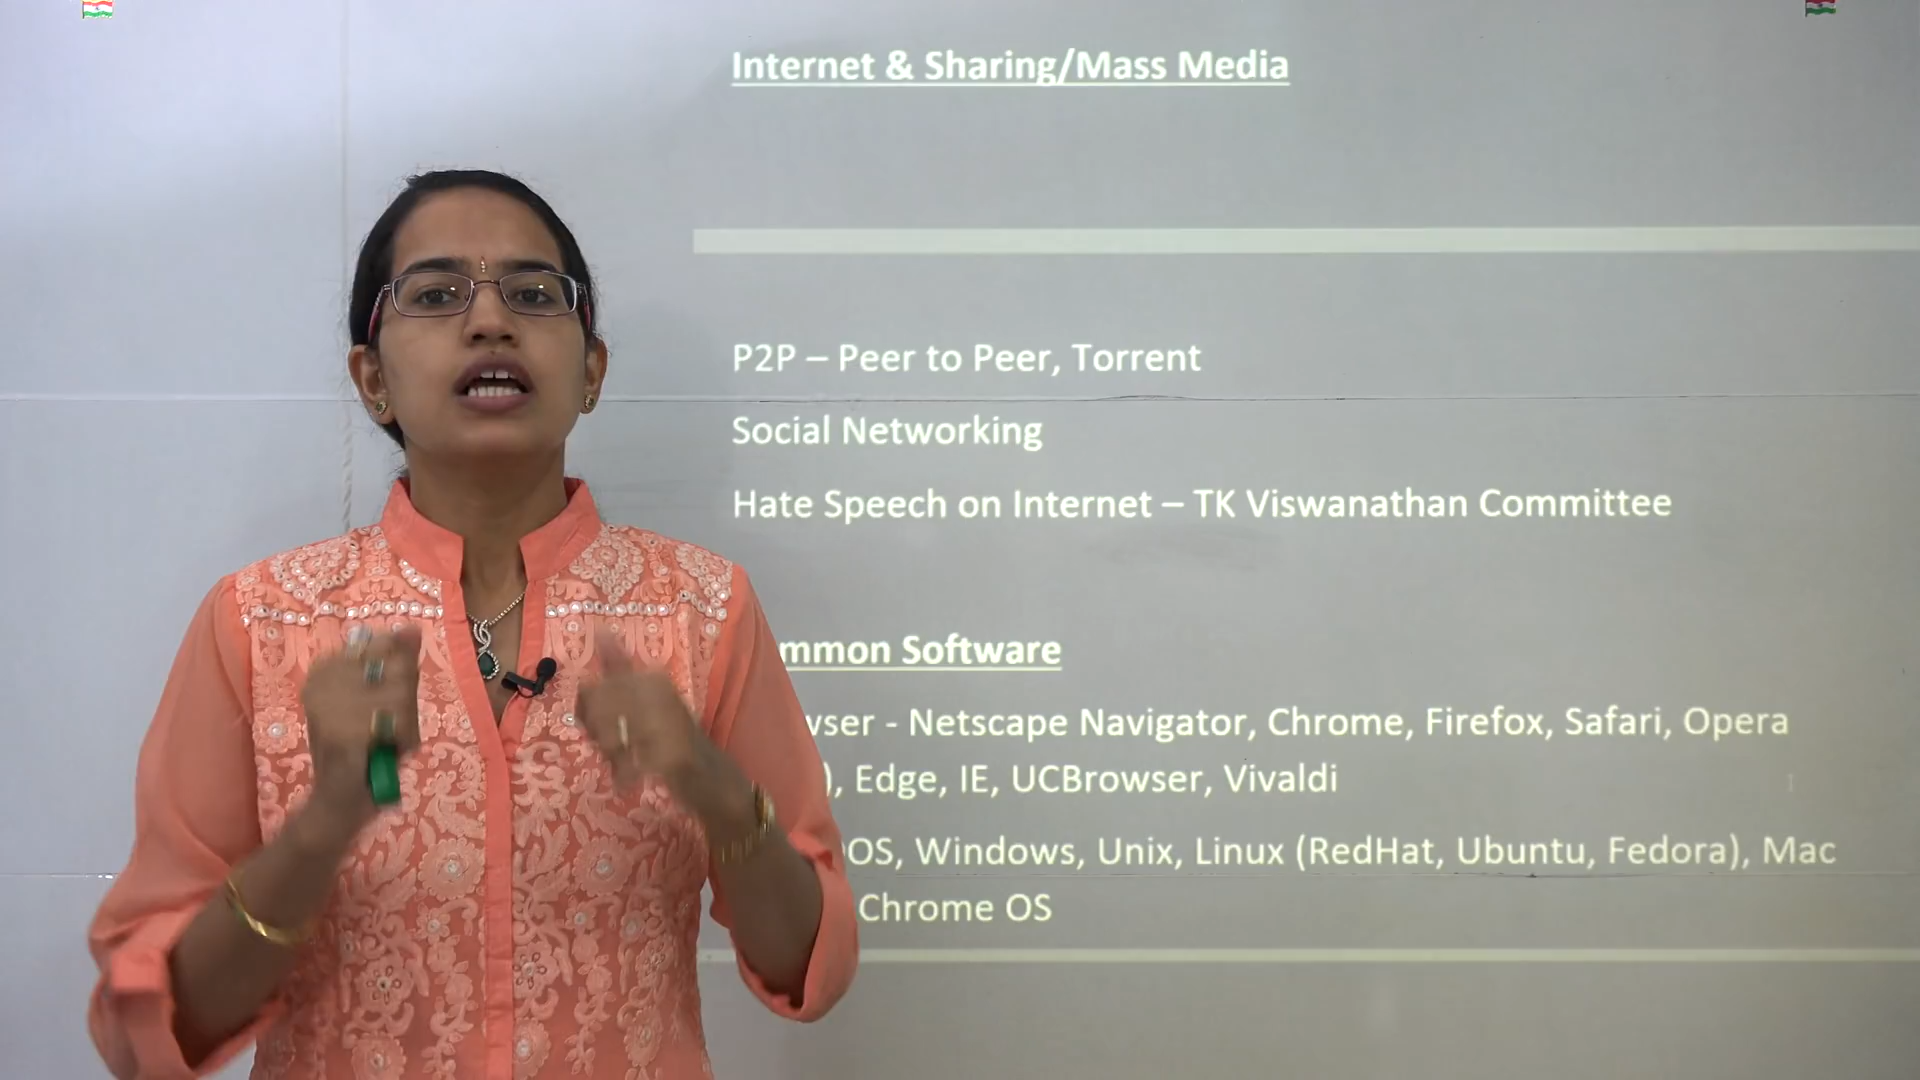 Internet & Sharing/Mass Media
P2P – Peer to Peer, Torrent
Social Networking
Hate Speech on Internet – TK Viswanathan Committee
mmon Software
wser - Netscape Navigator, Chrome, Firefox, Safari, Opera
), Edge, IE, UCBrowser, Vivaldi
OS, Windows, Unix, Linux (RedHat, Ubuntu, Fedora), Mac
Chrome OS